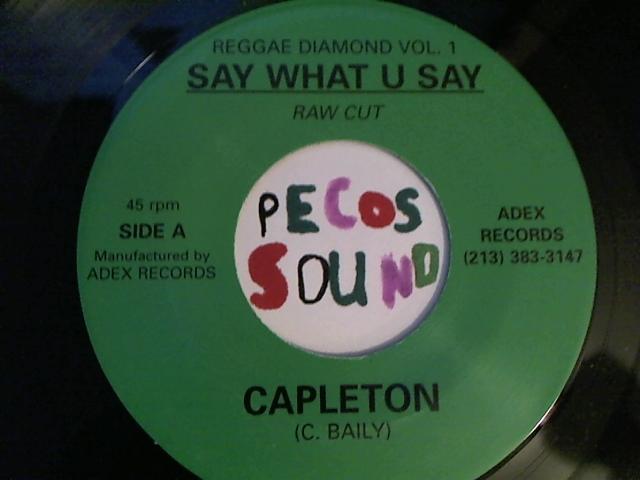 REGGAE DIAMOND VOL. 1
SAY WHAT U SAY
RAW CUT
45 rpm
SIDE A
Manufactured by
ADEX RECORDS
PECOS
SOUND
ADEX
RECORDS
(213) 383-3147
CAPLETON
(C. BAILY)